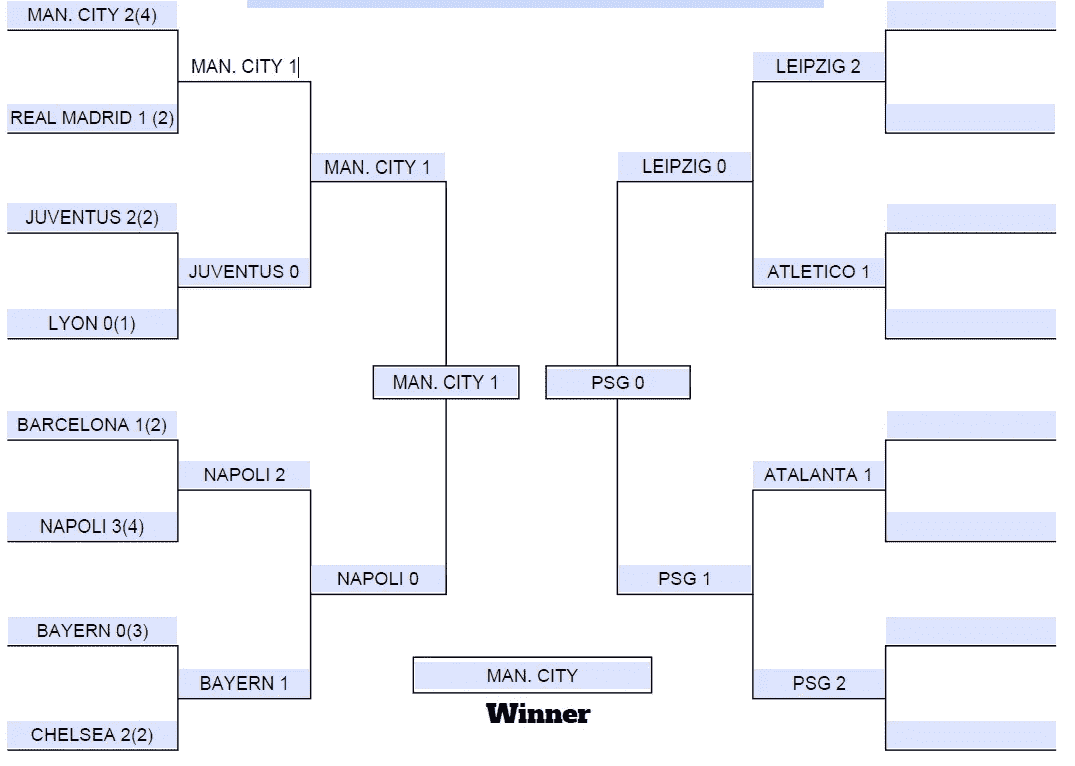 MAN. CITY 2(4)
MAN. CITY 1
LEIPZIG 2
REAL MADRID 1 (2)
MAN. CITY 1
LEIPZIG 0
JUVENTUS 2(2)
JUVENTUS 0
ATLETICO 1
LYON 0(1)
MAN. CITY 1
PSG 0
BARCELONA 1(2)
NAPOLI 2
ATALANTA 1
NAPOLI 3(4)
NAPOLI 0
PSG 1
BAYERN 0(3)
BAYERN 1
MAN. CITY
PSG 2
Winner
CHELSEA 2(2)